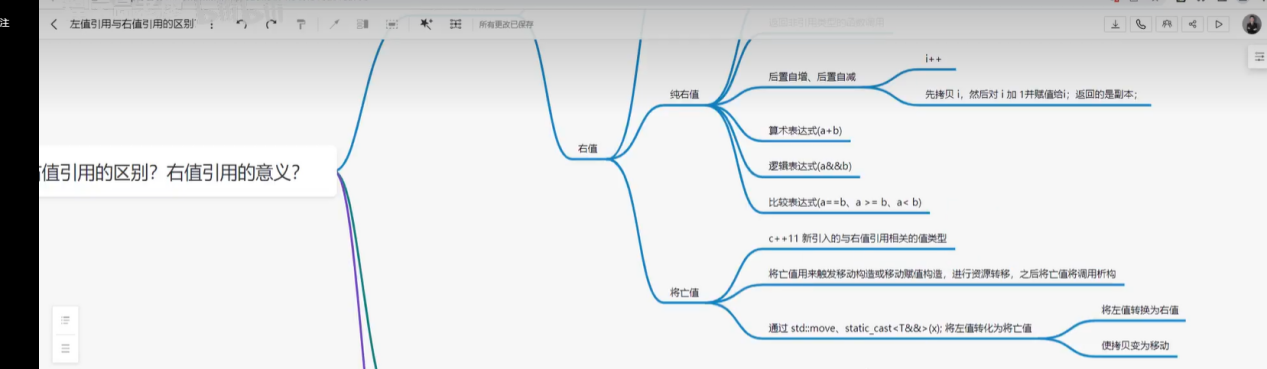 注
左值引用与右值引用的区别
所有更改已保存
值引用的区别？右值引用的意义？
右值
纯右值
后置自增、后置自减
i++
先拷贝 i，然后对 i 加 1并赋值给i；返回的是副本；
算术表达式(a+b)
逻辑表达式(a&&b)
比较表达式(a==b、a >= b、a< b)
将亡值
c++11 新引入的与右值引用相关的值类型
将亡值用来触发移动构造或移动赋值构造，进行资源转移，之后将亡值将调用析构
通过 std::move、static_cast<T&&>(x); 将左值转化为将亡值
将左值转换为右值
使拷贝变为移动